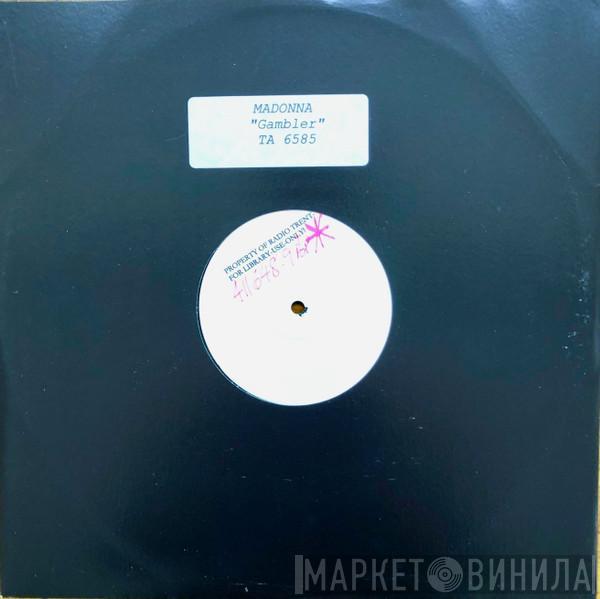 MADONNA
"Gambler"
TA 6585
PROPERTY OF RADIO TRENT.
FOR LIBRARY-USE-ONLY!
МАРКЕТ ВИНИЛА